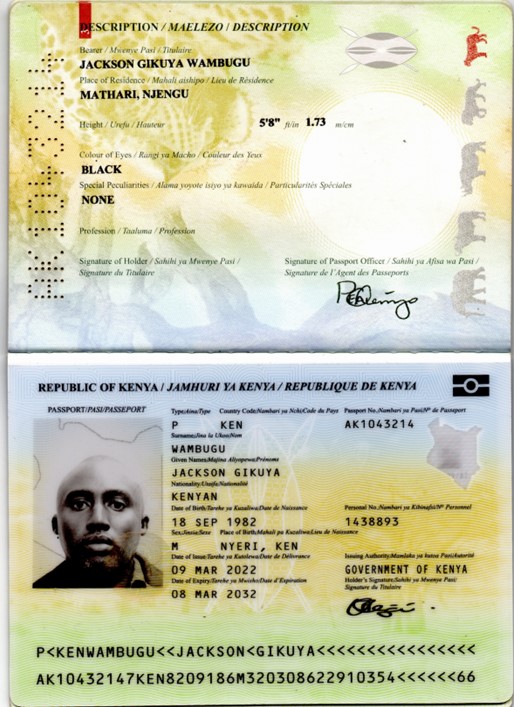 DESCRIPTION / MAELEZO / DESCRIPTION
Bearer / Mwenye Pasi / Titulaire
JACKSON GIKUYA WAMBUGU
Place of Residence / Mahali aishipo / Lieu de Résidence
MATHARI, NJENGU
Height / Urefu / Hauteur 5'8" ft/in 1.73 m/cm
Colour of Eyes / Rangi ya Macho / Couleur des Yeux
BLACK
Special Peculiarities / Alama yoyote isiyo ya kawaida / Particularités Spéciales
NONE
Profession / Taaluma / Profession
Signature of Holder / Sahihi ya Mwenye Pasi / Signature of Passport Officer / Sahihi ya Afisa wa Pasi /
Signature du Titulaire Signature de l'Agent des Passeports
REPUBLIC OF KENYA / JAMHURI YA KENYA / REPUBLIQUE DE KENYA
PASSPORT/PASI/PASSEPORT Type/Aina/Type Country Code/Nambari ya Nchi/Code du Pays Passport No./Nambari ya Pasi/Nº de Passeport
P KEN AK1043214
Surname/Jina la Ukoo/Nom
WAMBUGU
Given Names/Majina Aliyopewa/Prénoms
JACKSON GIKUYA
Nationality/Uraifa/Nationalité
KENYAN
Date of Birth/Tarehe ya Kuzaliwa/Date de Naissance Personal No./Nambari ya Kibinafsi/Nº Personnel
18 SEP 1982 1438893
Sex/Jinsia/Sexe Place of Birth/Mahali pa Kuzaliwa/Lieu de Naissance
M NYERI, KEN
Date of Issue/Tarehe ya Kutolewa/Date de Délivrance Issuing Authority/Mamlaka ya kutoa Pasi/Autorité
09 MAR 2022 GOVERNMENT OF KENYA
Date of Expiry/Tarehe ya Mwisho/Date d'Expiration Holder's Signature/Sahihi ya Mwenye Pasi/
Signature du Titulaire
08 MAR 2032
P<KENWAMBUGU<<JACKSON<GIKUYA<<<<<<<<<<<<<<<<
AK10432147KEN8209186M320308622910354<<<<<<66